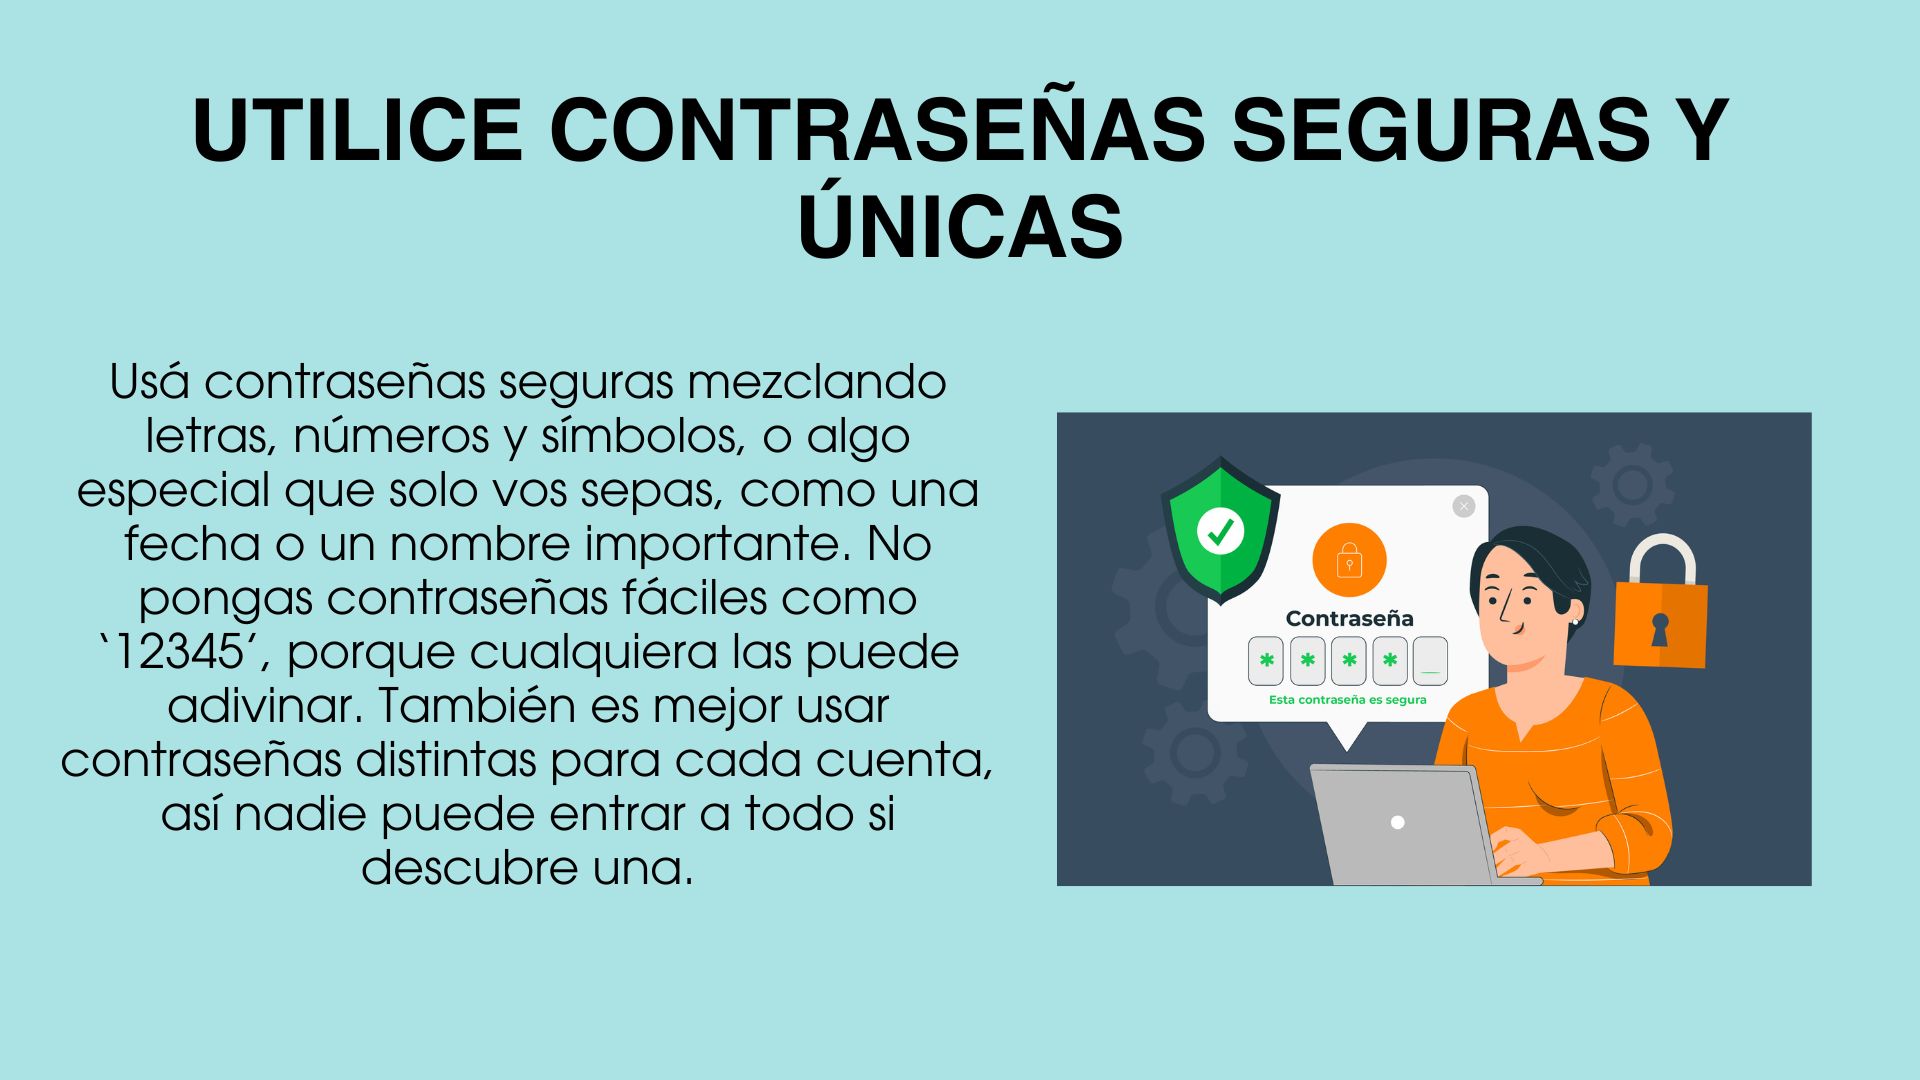 UTILICE CONTRASEÑAS SEGURAS Y
ÚNICAS
Usá contraseñas seguras mezclando
letras, números y símbolos, o algo
especial que solo vos sepas, como una
fecha o un nombre importante. No
pongas contraseñas fáciles como
‘12345’, porque cualquiera las puede
adivinar. También es mejor usar
contraseñas distintas para cada cuenta,
así nadie puede entrar a todo si
descubre una.
Contraseña
* * * * _
Esta contraseña es segura